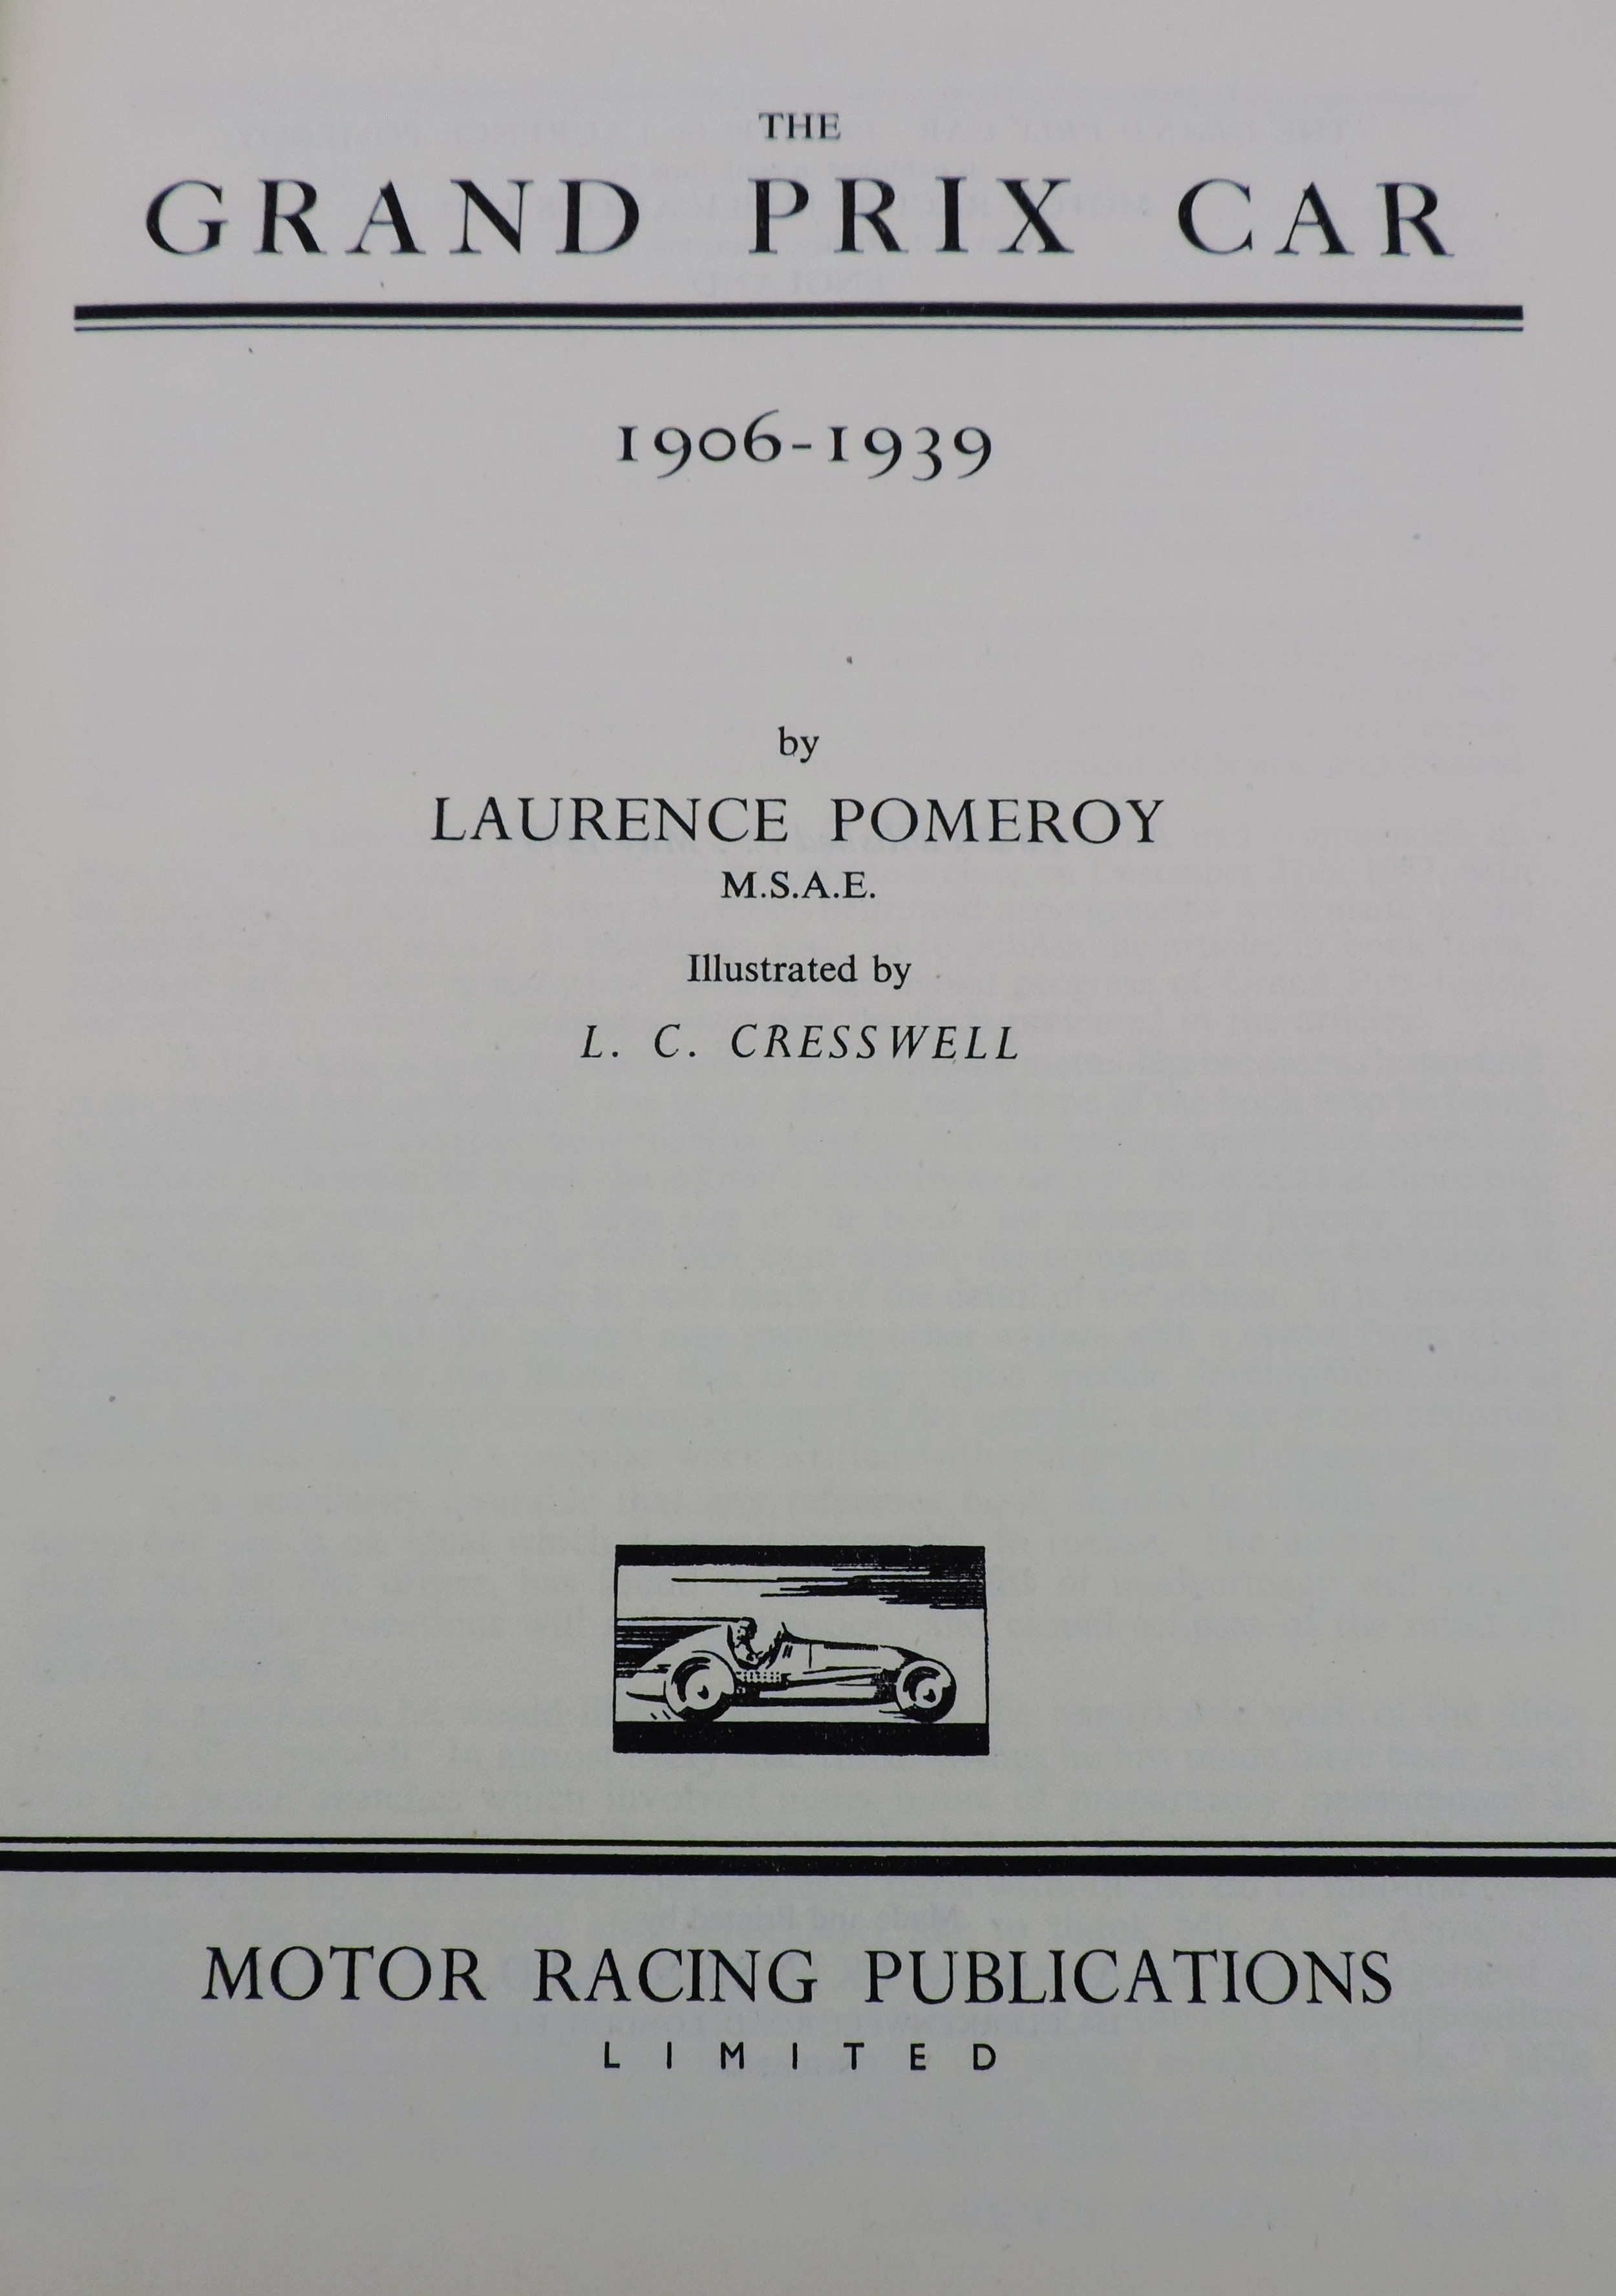 THE
GRAND PRIX CAR
1906-1939
by
LAURENCE POMEROY
M.S.A.E.
Illustrated by
L. C. CRESSWELL
MOTOR RACING PUBLICATIONS
LIMITED